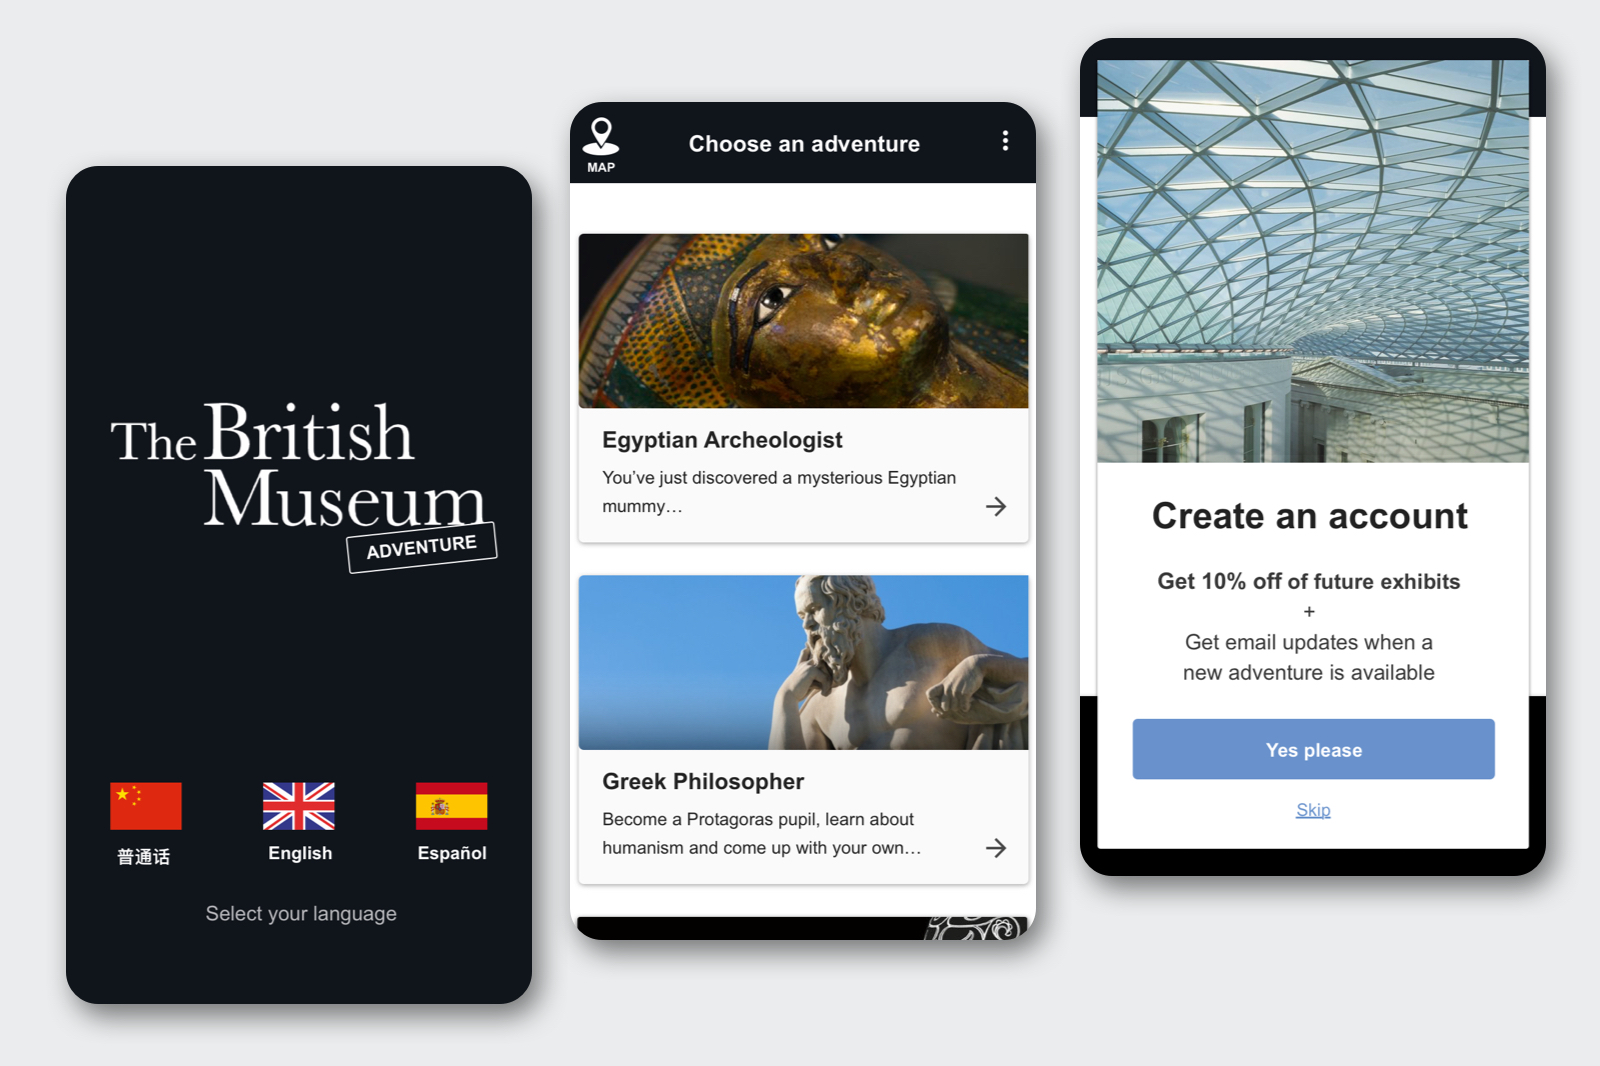 The British
Museum
ADVENTURE
普通话
English
Español
Select your language
MAP
Choose an adventure
Egyptian Archeologist
You’ve just discovered a mysterious Egyptian
mummy…
Greek Philosopher
Become a Protagoras pupil, learn about
humanism and come up with your own…
Create an account
Get 10% off of future exhibits
+
Get email updates when a
new adventure is available
Yes please
Skip